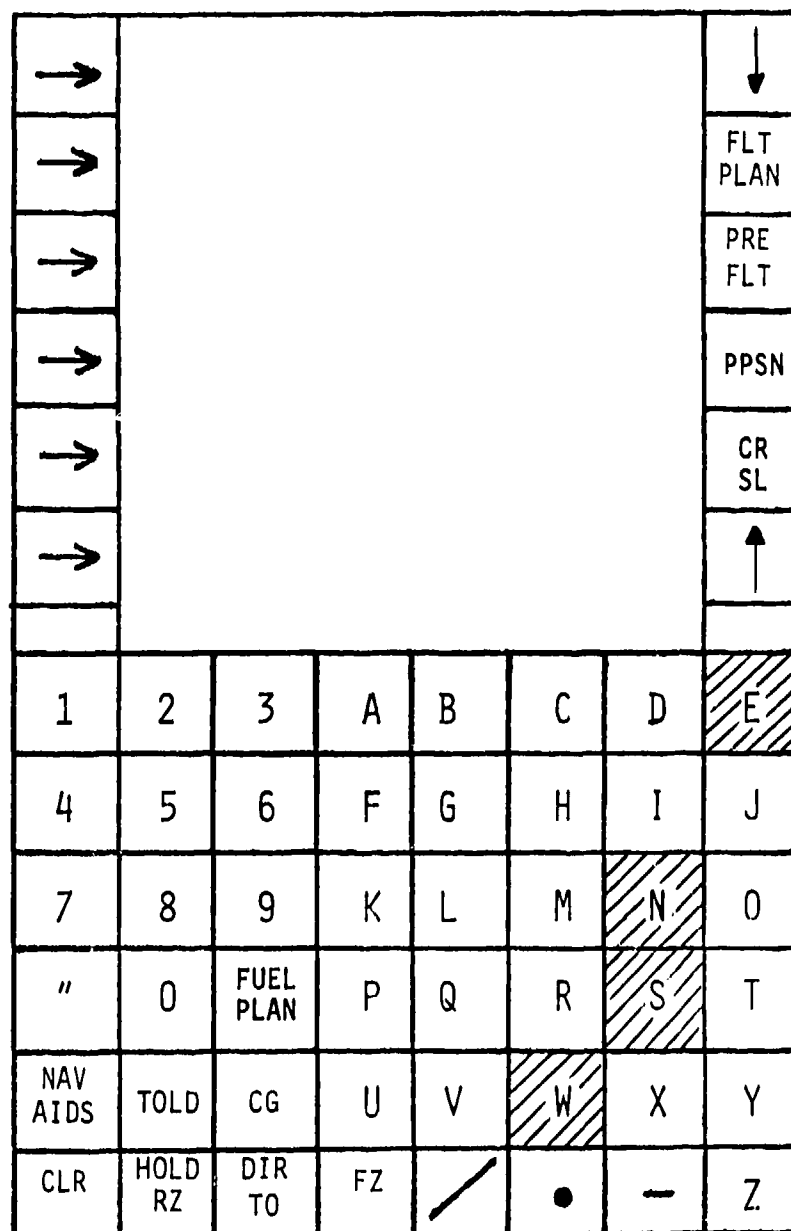 → ↓
→ FLT PLAN
→ PRE FLT
→ PPSN
→ CR SL
→ ↑
1 2 3 A B C D E
4 5 6 F G H I J
7 8 9 K L M N O
" 0 FUEL PLAN P Q R S T
NAV AIDS TOLD CG U V W X Y
CLR HOLD RZ DIR TO FZ / • - Z